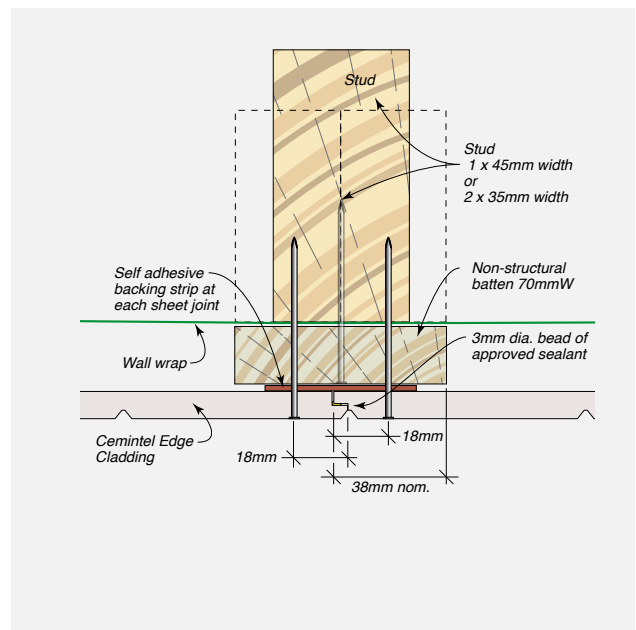 Stud
Stud
1 x 45mm width
or
2 x 35mm width
Self adhesive
backing strip at
each sheet joint
Non-structural
batten 70mmW
Wall wrap
3mm dia. bead of
approved sealant
Cemintel Edge
Cladding
18mm
18mm
38mm nom.